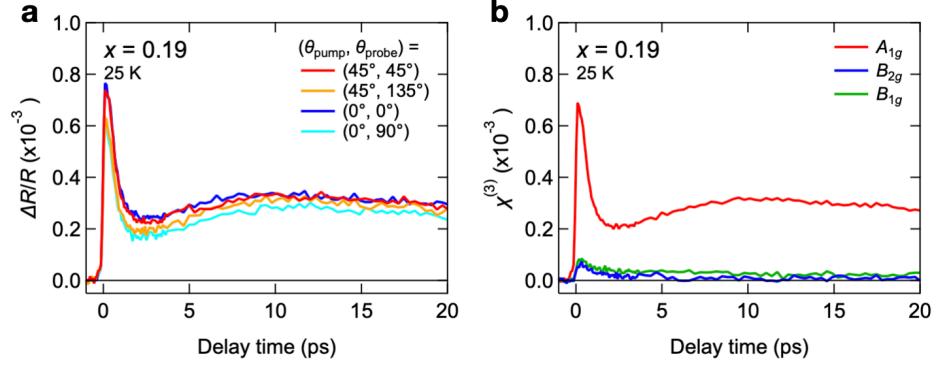 a
x = 0.19
25 K
(θpump, θprobe) =
(45°, 45°)
(45°, 135°)
(0°, 0°)
(0°, 90°)
ΔR/R (x10⁻³ )
1.0
0.8
0.6
0.4
0.2
0.0
0 5 10 15 20
Delay time (ps)
b
x = 0.19
25 K
A1g
B2g
B1g
χ⁽³⁾ (x10⁻³ )
1.0
0.8
0.6
0.4
0.2
0.0
0 5 10 15 20
Delay time (ps)